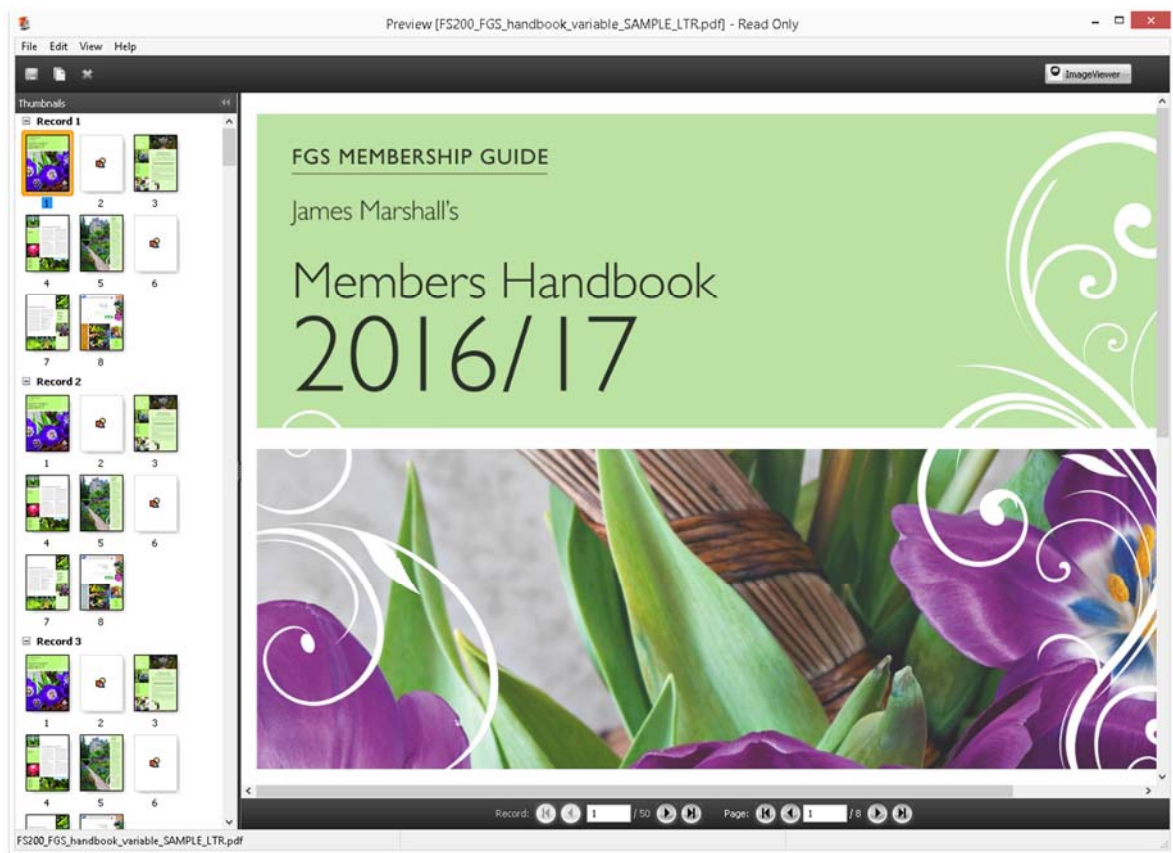 Preview [FS200_FGS_handbook_variable_SAMPLE_LTR.pdf] - Read Only
File Edit View Help
ImageViewer
Thumbnails
Record 1
1 2 3
4 5 6
7 8
Record 2
1 2 3
4 5 6
7 8
Record 3
1 2 3
4 5 6
FGS MEMBERSHIP GUIDE
James Marshall's
Members Handbook
2016/17
Record: 1 / 50 Page: 1 / 8
FS200_FGS_handbook_variable_SAMPLE_LTR.pdf